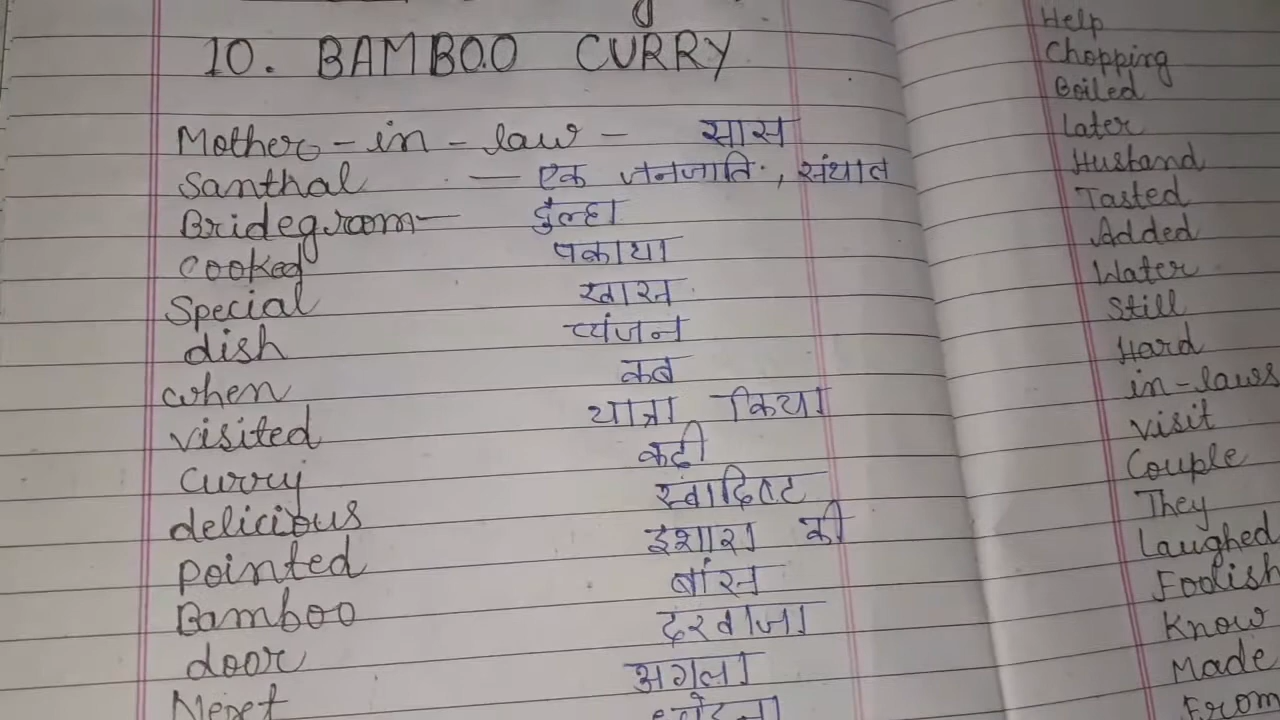 10. BAMBOO CURRY
Mother-in-law - सास
Santhal — एक जनजाति, संथाल
Bridegroom — दुल्हा
Cooked पकाया
Special खास
dish व्यंजन
when कब
visited यात्रा किया
curry कढ़ी
delicious स्वादिष्ट
pointed इशारा की
Bamboo बांस
door दरवाजा
अगला
Help
Chopping
Boiled
Later
Husband
Tasted
Added
Water
Still
Hard
in-laws
Visit
Couple
They
Laughed
Foolish
Know
Made
From